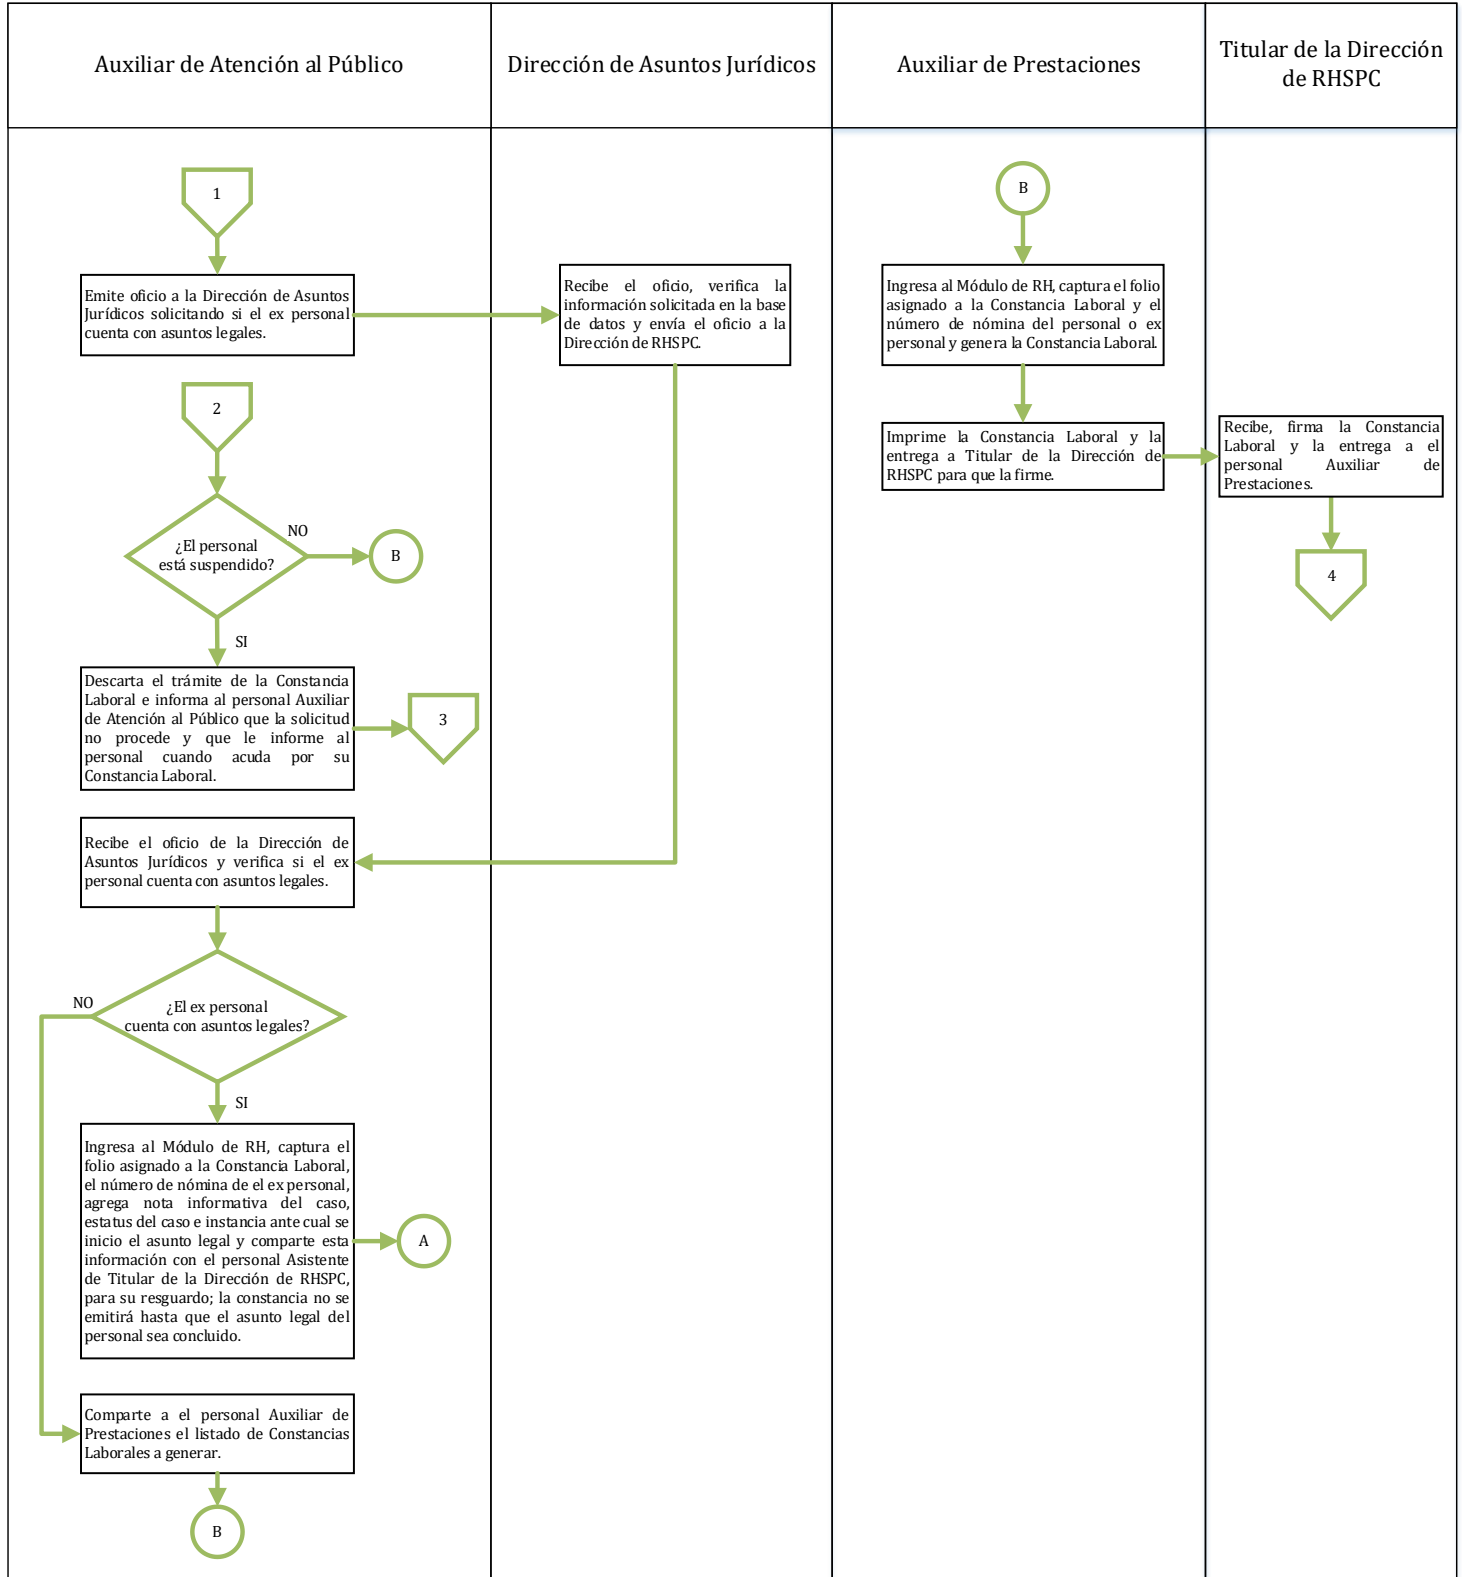 Auxiliar de Atención al Público
Dirección de Asuntos Jurídicos
Auxiliar de Prestaciones
Titular de la Dirección
de RHSPC
1
Emite oficio a la Dirección de Asuntos
Jurídicos solicitando si el ex personal
cuenta con asuntos legales.
2
¿El personal
está suspendido?
NO
B
SI
Descarta el trámite de la Constancia
Laboral e informa al personal Auxiliar
de Atención al Público que la solicitud
no procede y que le informe al
personal cuando acuda por su
Constancia Laboral.
3
Recibe el oficio de la Dirección de
Asuntos Jurídicos y verifica si el ex
personal cuenta con asuntos legales.
¿El ex personal
cuenta con asuntos legales?
NO
SI
Ingresa al Módulo de RH, captura el
folio asignado a la Constancia Laboral,
el número de nómina de el ex personal,
agrega nota informativa del caso,
estatus del caso e instancia ante cual se
inicio el asunto legal y comparte esta
información con el personal Asistente
de Titular de la Dirección de RHSPC,
para su resguardo; la constancia no se
emitirá hasta que el asunto legal del
personal sea concluido.
A
Comparte a el personal Auxiliar de
Prestaciones el listado de Constancias
Laborales a generar.
B
Recibe el oficio, verifica la
información solicitada en la base
de datos y envía el oficio a la
Dirección de RHSPC.
B
Ingresa al Módulo de RH, captura el folio
asignado a la Constancia Laboral y el
número de nómina del personal o ex
personal y genera la Constancia Laboral.
Imprime la Constancia Laboral y la
entrega a Titular de la Dirección de
RHSPC para que la firme.
Recibe, firma la Constancia
Laboral y la entrega a el
personal Auxiliar de
Prestaciones.
4